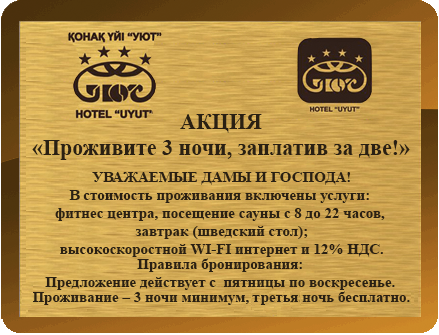 ҚОНАҚ ҮЙІ "УЮТ"
HOTEL "UYUT"
HOTEL "UYUT"
АКЦИЯ
«Проживите 3 ночи, заплатив за две!»
УВАЖАЕМЫЕ ДАМЫ И ГОСПОДА!
В стоимость проживания включены услуги:
фитнес центра, посещение сауны с 8 до 22 часов,
завтрак (шведский стол);
высокоскоростной WI-FI интернет и 12% НДС.
Правила бронирования:
Предложение действует с пятницы по воскресенье.
Проживание – 3 ночи минимум, третья ночь бесплатно.